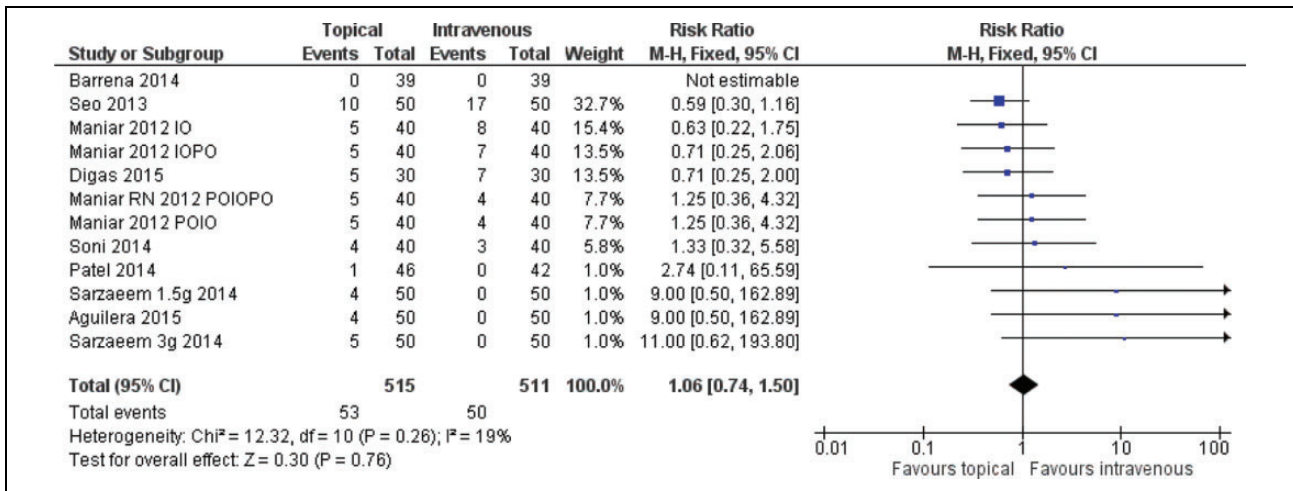 Topical Intravenous Risk Ratio Risk Ratio
Study or Subgroup Events Total Events Total Weight M-H, Fixed, 95% CI M-H, Fixed, 95% CI
Barrena 2014 0 39 0 39 Not estimable
Seo 2013 10 50 17 50 32.7% 0.59 [0.30, 1.16]
Maniar 2012 IO 5 40 8 40 15.4% 0.63 [0.22, 1.75]
Maniar 2012 IOPO 5 40 7 40 13.5% 0.71 [0.25, 2.06]
Digas 2015 5 30 7 30 13.5% 0.71 [0.25, 2.00]
Maniar RN 2012 POIOPO 5 40 4 40 7.7% 1.25 [0.36, 4.32]
Maniar 2012 POIO 5 40 4 40 7.7% 1.25 [0.36, 4.32]
Soni 2014 4 40 3 40 5.8% 1.33 [0.32, 5.58]
Patel 2014 1 46 0 42 1.0% 2.74 [0.11, 65.59]
Sarzaeem 1.5g 2014 4 50 0 50 1.0% 9.00 [0.50, 162.89]
Aguilera 2015 4 50 0 50 1.0% 9.00 [0.50, 162.89]
Sarzaeem 3g 2014 5 50 0 50 1.0% 11.00 [0.62, 193.80]
Total (95% CI) 515 511 100.0% 1.06 [0.74, 1.50]
Total events 53 50
Heterogeneity: Chi² = 12.32, df = 10 (P = 0.26); I² = 19%
Test for overall effect: Z = 0.30 (P = 0.76)
0.01 0.1 1 10 100
Favours topical Favours intravenous